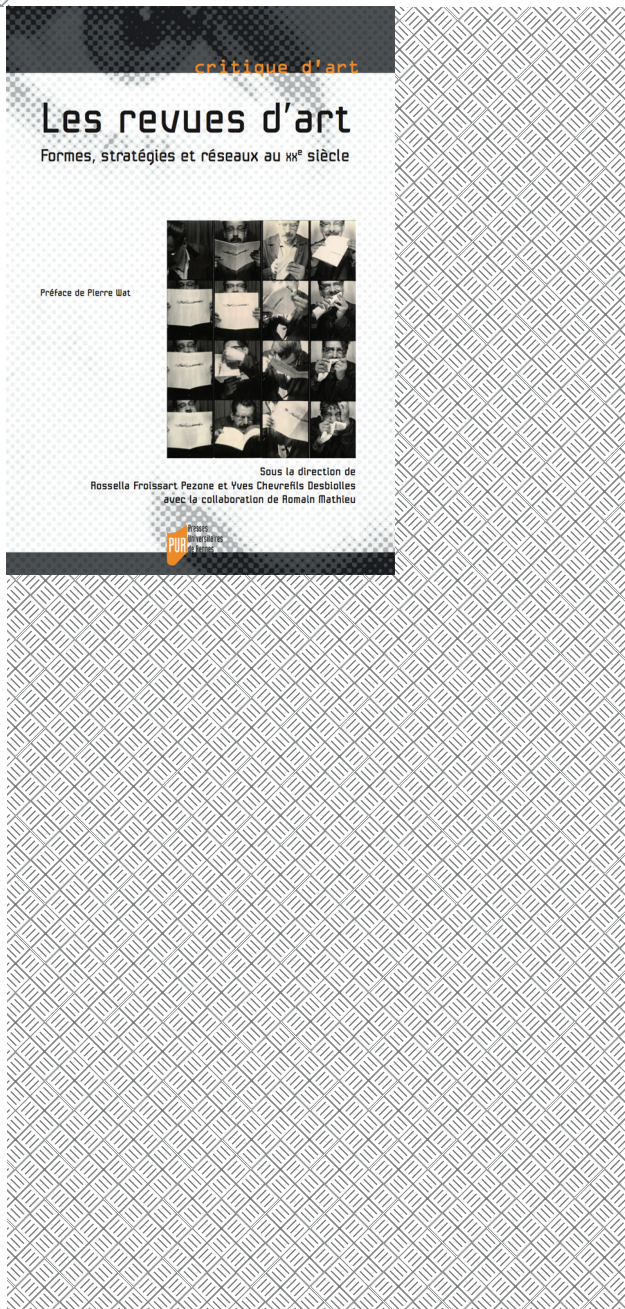 critique d'art
Les revues d'art
Formes, stratégies et réseaux au XXe siècle
Préface de Pierre Wat
Sous la direction de
Rossella Froissart Pezone et Yves Chevrefils Desbiolles
avec la collaboration de Romain Mathieu
PUR
Presses
Universitaires
de Rennes